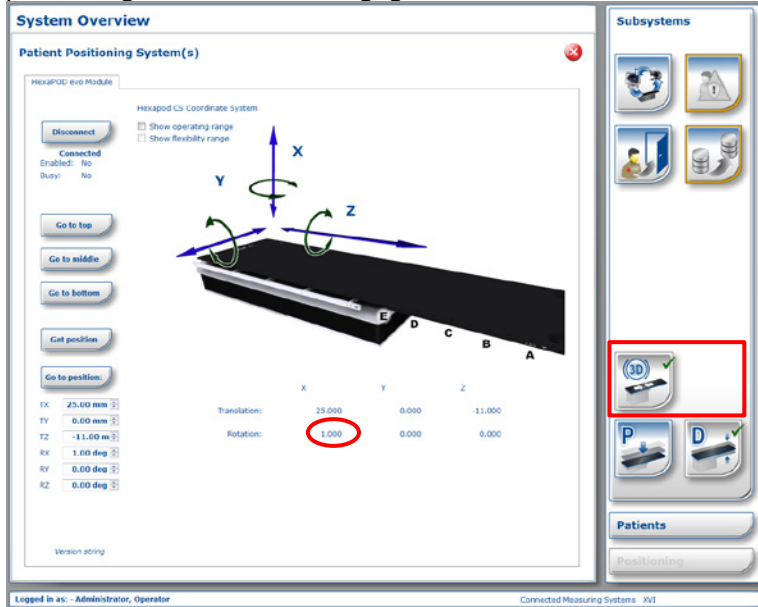 System Overview
Patient Positioning System(s)
HexaPOD evo Module
Hexapod CS Coordinate System
Disconnect
Show operating range
Show flexibility range
Connected
Enabled: No
Busy: No
X
Y
Z
Go to top
Go to middle
Go to bottom
E
D
C
B
A
Get position
Go to position:
X Y Z
TX 25.00 mm
Translation: 25.000 0.000 -11.000
TY 0.00 mm
TZ -11.00 m
Rotation: 1.000 0.000 0.000
RX 1.00 deg
RY 0.00 deg
RZ 0.00 deg
Version string
Subsystems
(3D)
P
D
Patients
Positioning
Logged in as: - Administrator, Operator
Connected Measuring Systems XVI